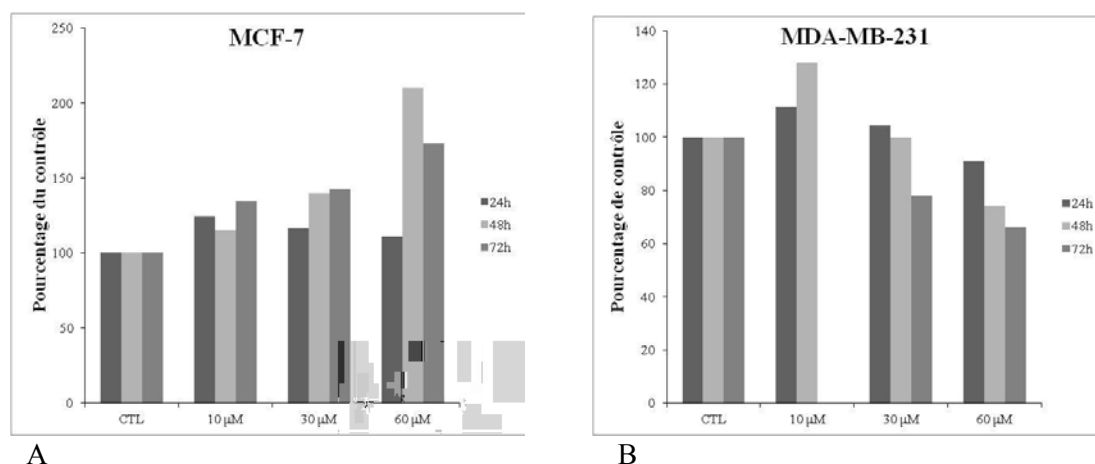 MCF-7
Pourcentage du contrôle
250
200
150
100
50
0
CTL
10 µM
30 µM
60 µM
24h
48h
72h
A
MDA-MB-231
Pourcentage de contrôle
140
120
100
80
60
40
20
0
CTL
10 µM
30 µM
60 µM
24h
48h
72h
B